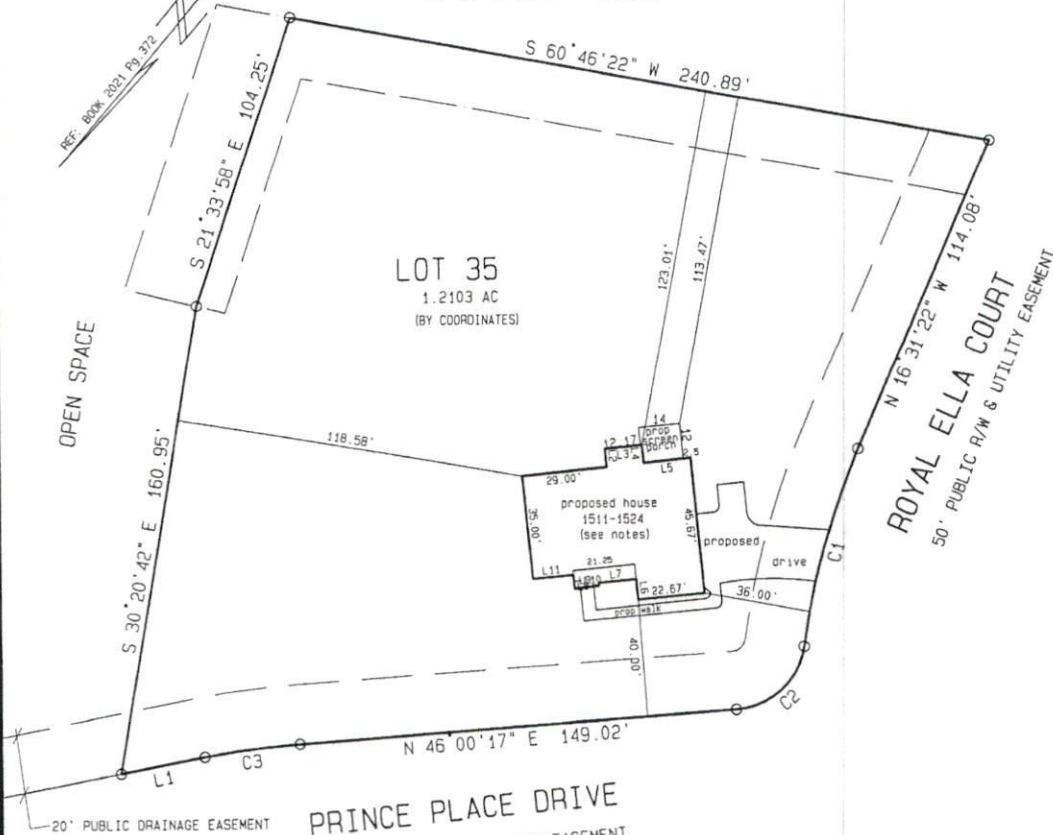 REF: BOOK 2021 Pg.372
S 60°46'22" W 240.89'
S 21°33'58" E 104.25'
N 16°31'22" W 114.08'
123.01'
113.47'
LOT 35
1.2103 AC
(BY COORDINATES)
OPEN SPACE
ROYAL ELLA COURT
50' PUBLIC R/W & UTILITY EASEMENT
118.58'
S 30°20'42" E 160.95'
14
prop
screen
porch
12
12
17
L3
2.5
L5
29.00'
35.00'
45.67'
proposed house
1511-1524
(see notes)
proposed
drive
C1
21.25
L11
L7
L6
22.67'
36.00'
prop walk
40.00'
C2
N 46°00'17" E 149.02'
L1
C3
20' PUBLIC DRAINAGE EASEMENT
PRINCE PLACE DRIVE
EASEMENT